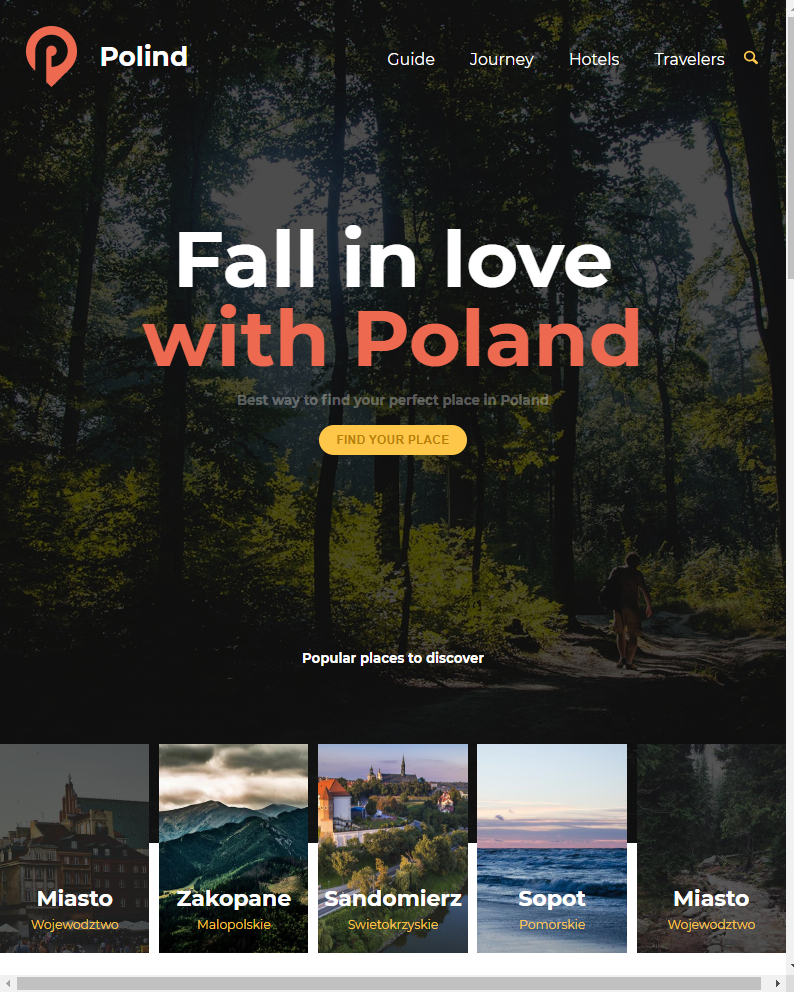 Polind
Guide Journey Hotels Travelers
Fall in love
with Poland
Best way to find your perfect place in Poland
FIND YOUR PLACE
Popular places to discover
Miasto
Wojewodztwo
Zakopane
Malopolskie
Sandomierz
Swietokrzyskie
Sopot
Pomorskie
Miasto
Wojewodztwo